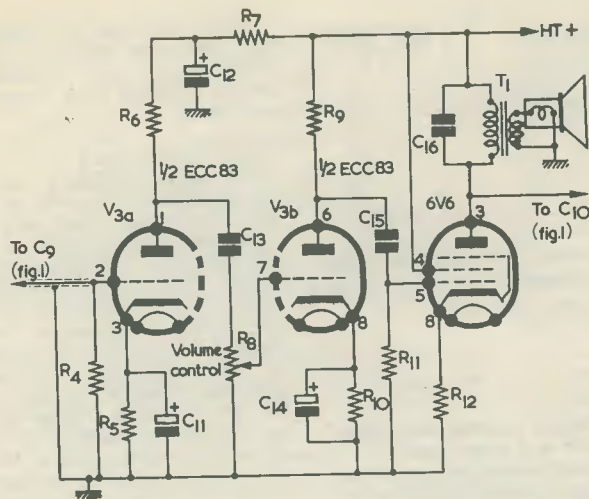 R7
HT +
+
C12
R6
R9
T1
C16
1/2 ECC83
1/2 ECC83
6V6
To C10
(fig.1)
V3a
1
V3b
6
3
C13
C15
To C9
(fig.1)
2
7
4
5
3
8
8
Volume
control
R8
R4
R5
+
C11
+
C14
R10
R11
R12